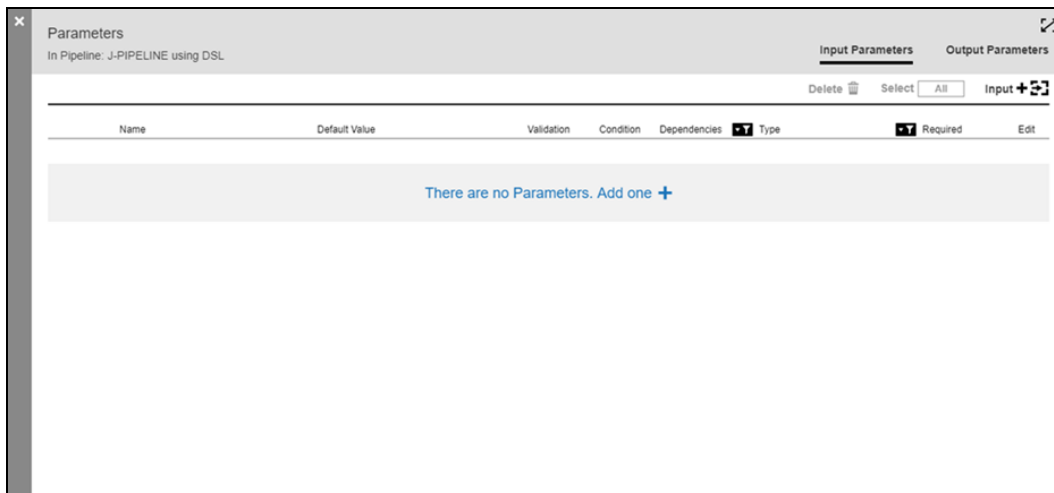 Parameters
In Pipeline: J-PIPELINE using DSL
Input Parameters Output Parameters
Delete Select All Input
Name Default Value Validation Condition Dependencies Type Required Edit
There are no Parameters. Add one +